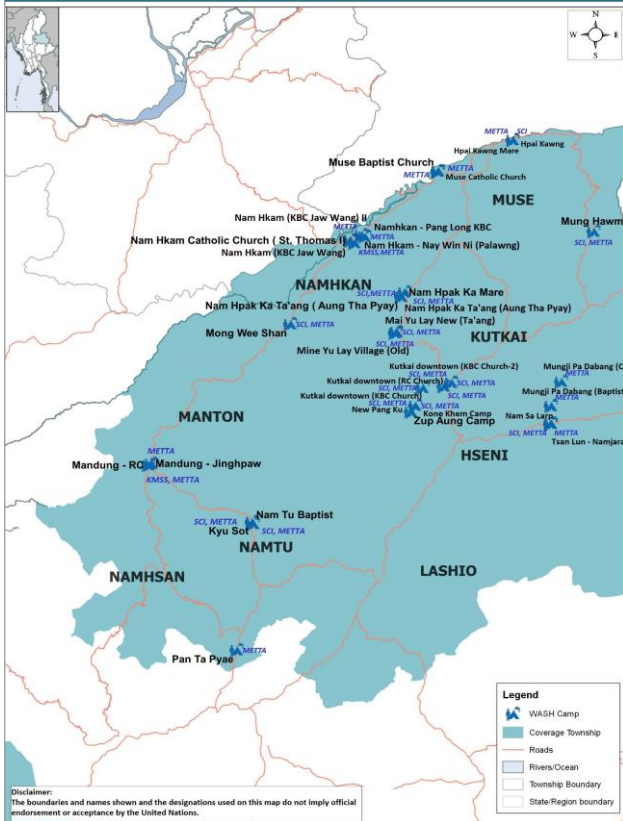 N
W E
S
METTA SCI
Hpai Kawng
Hpai Kawng Mare
Muse Baptist Church
METTA
METTA
Muse Catholic Church
MUSE
Nam Hkam (KBC Jaw Wang) II
METTA
Namhkan - Pang Long KBC
METTA
Mung Hawm
SCI, METTA
Nam Hkam Catholic Church ( St. Thomas I)
Nam Hkam - Nay Win Ni (Palawng)
Nam Hkam (KBC Jaw Wang)
KMSS,METTA
NAMHKAN
SCI,METTA
Nam Hpak Ka Mare
SCI, METTA
Nam Hpak Ka Ta'ang ( Aung Tha Pyay)
Nam Hpak Ka Ta'ang (Aung Tha Pyay)
Mai Yu Lay New (Ta'ang)
Mong Wee Shan
SCI, METTA
SCI, METTA
SCI, METTA
Mine Yu Lay Village (Old)
KUTKAI
Kutkai downtown (KBC Church-2)
SCI, METTA
SCI, METTA
Kutkai downtown (RC Church)
Mungji Pa Dabang (C
METTA
Kutkai downtown (KBC Church)
SCI, METTA
Mungji Pa Dabang (Baptist
SCI, METTA
SCI, METTA
METTA
New Pang Ku
Kone Khem Camp
Nam Sa Larp
Zup Aung Camp
SCI, METTA
METTA
Tsan Lun - Namjara
MANTON
HSENI
METTA
Mandung - RC
Mandung - Jinghpaw
KMSS, METTA
Nam Tu Baptist
SCI, METTA
SCI, METTA
Kyu Sot
NAMTU
NAMHSAN
LASHIO
METTA
Pan Ta Pyae
Legend
WASH Camp
Coverage Township
Roads
Rivers/Ocean
Township Boundary
State/Region boundary
Disclaimer:
The boundaries and names shown and the designations used on this map do not imply official
endorsement or acceptance by the United Nations.